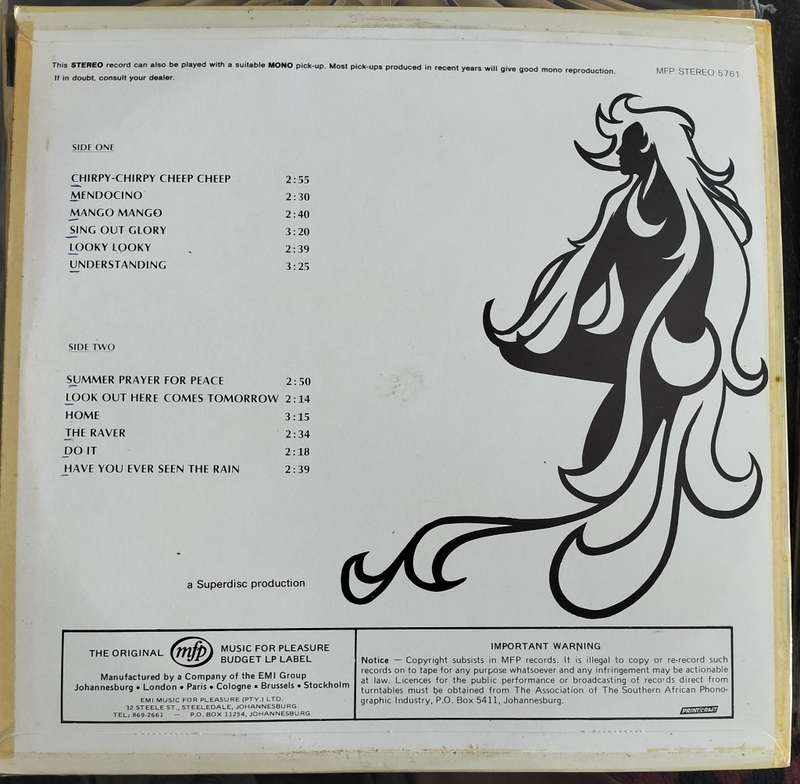 This STEREO record can also be played with a suitable MONO pick-up. Most pick-ups produced in recent years will give good mono reproduction.
If in doubt, consult your dealer.
MFP STEREO 5761
SIDE ONE
CHIRPY-CHIRPY CHEEP CHEEP 2:55
MENDOCINO 2:30
MANGO MANGO 2:40
SING OUT GLORY 3:20
LOOKY LOOKY 2:39
UNDERSTANDING 3:25
SIDE TWO
SUMMER PRAYER FOR PEACE 2:50
LOOK OUT HERE COMES TOMORROW 2:14
HOME 3:15
THE RAVER 2:34
DO IT 2:18
HAVE YOU EVER SEEN THE RAIN 2:39
a Superdisc production
THE ORIGINAL mfp MUSIC FOR PLEASURE
BUDGET LP LABEL
Manufactured by a Company of the EMI Group
Johannesburg • London • Paris • Cologne • Brussels • Stockholm
EMI MUSIC FOR PLEASURE (PTY.) LTD.
12 STEELE ST., STEELEDALE, JOHANNESBURG
TEL: 869-2661 — P.O. BOX 11254, JOHANNESBURG
IMPORTANT WARNING
Notice — Copyright subsists in MFP records. It is illegal to copy or re-record such
records on to tape for any purpose whatsoever and any infringement may be actionable
at law. Licences for the public performance or broadcasting of records direct from
turntables must be obtained from The Association of The Southern African Phono-
graphic Industry, P.O. Box 5411, Johannesburg.
PRINTCRAFT